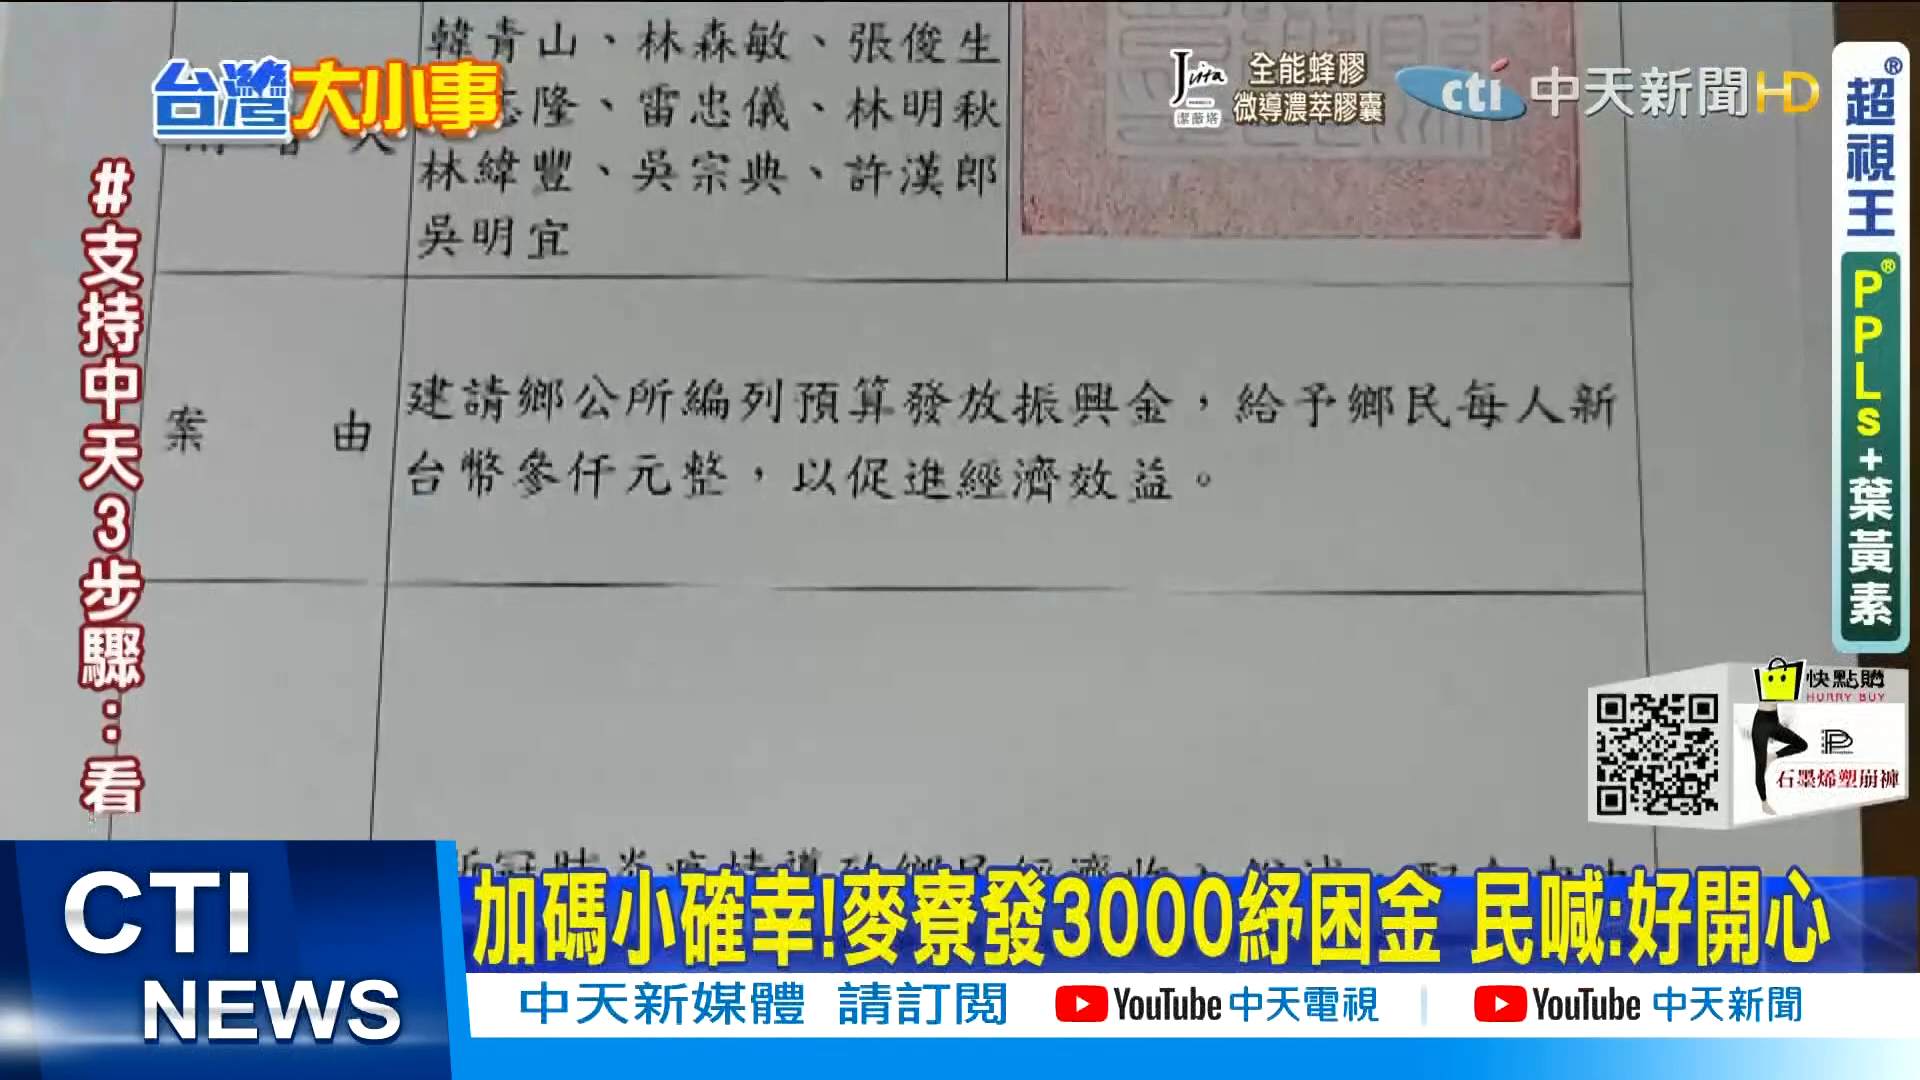 韓青山、林森敏、張俊生
隆、雷忠儀、林明秋
林緯豐、吳宗典、許漢郎
吳明宜
案由
建請鄉公所編列預算發放振興金，給予鄉民每人新
台幣參仟元整，以促進經濟效益。
台灣大小事
#支持中天3步驟:看
Jvita
潔薇塔
全能蜂膠
微導濃萃膠囊
cti 中天新聞HD
超視王®
PPLs®+葉黃素
快點購
HURRY BUY
石墨烯塑崩褲
CTI
NEWS
加碼小確幸!麥寮發3000紓困金 民喊:好開心
中天新媒體 請訂閱 YouTube 中天電視 | YouTube 中天新聞